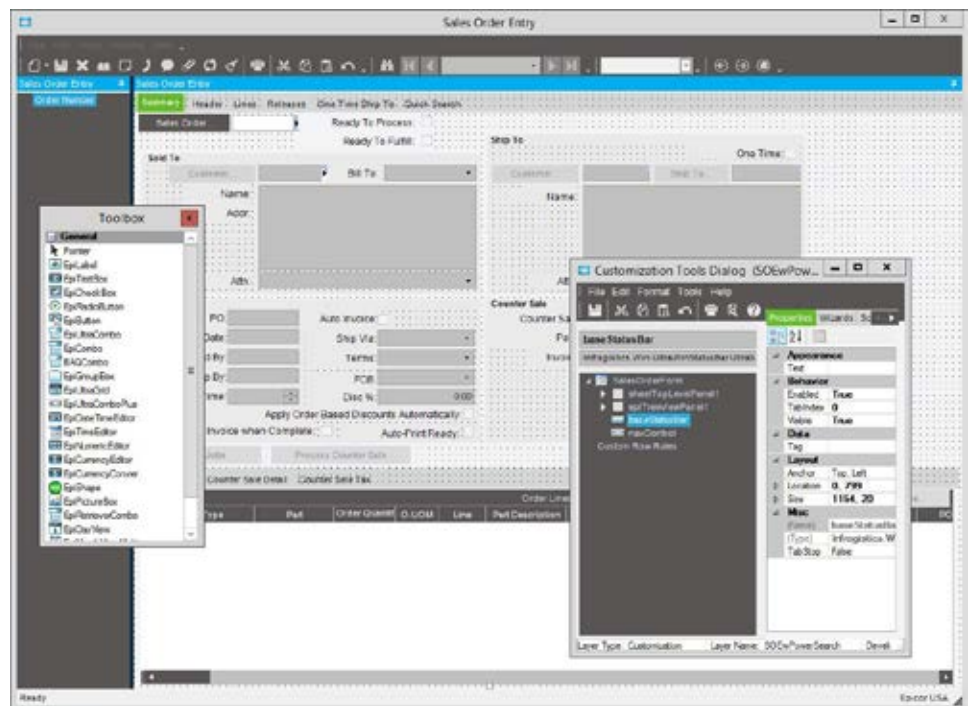 Sales Order Entry
Sales Order Entry
Sales Order Entry
Order Number
Summary Header Lines Releases One Time Ship To Quick Search
Sales Order
Ready To Process:
Ready To Fulfill:
Sold To
Ship To
One Time:
Customer...
Bill To:
Customer...
Ship To...
Name:
Name:
Addr:
Attn:
PO:
Auto Invoice:
Counter Sale
Date:
Ship Via:
Terms:
FOB:
Disc %:
0.00
Apply Order Based Discounts Automatically:
Invoice when Complete:
Auto-Print Ready:
Process Counter Sale
Counter Sale Detail Counter Sale Tax
Order Lines
Type Part Order Quantity O.UOM Line Part Description
Toolbox
General
Pointer
EpiLabel
EpiTextBox
EpiCheckBox
EpiRadioButton
EpiButton
EpiUltraCombo
EpiCombo
BAQCombo
EpiGroupBox
EpiUltraGrid
EpiUltraComboPlus
EpiDateTimeEditor
EpiTimeEditor
EpiNumericEditor
EpiCurrencyEditor
EpiCurrencyConver
EpiShape
EpiPictureBox
EpiRetrieverCombo
EpiDayView
Customization Tools Dialog (SOEwPow...
File Edit Format Tools Help
Properties Wizards
baseStatusBar
SalesOrderForm
sheetTopLevelPanel1
epiTreeViewPanel1
baseStatusBar
Custom Row Rules
Appearance
Text
Behavior
Enabled True
TabIndex 0
Visible True
Data
Tag
Layout
Anchor Top, Left
Location 0, 799
Size 1154, 20
Misc
(Name) baseStatusBa
(Type) Infragistics.W
TabStop False
Layer Type: Customization Layer Name: SOEwPowerSearch Devel
Ready
Epicor USA